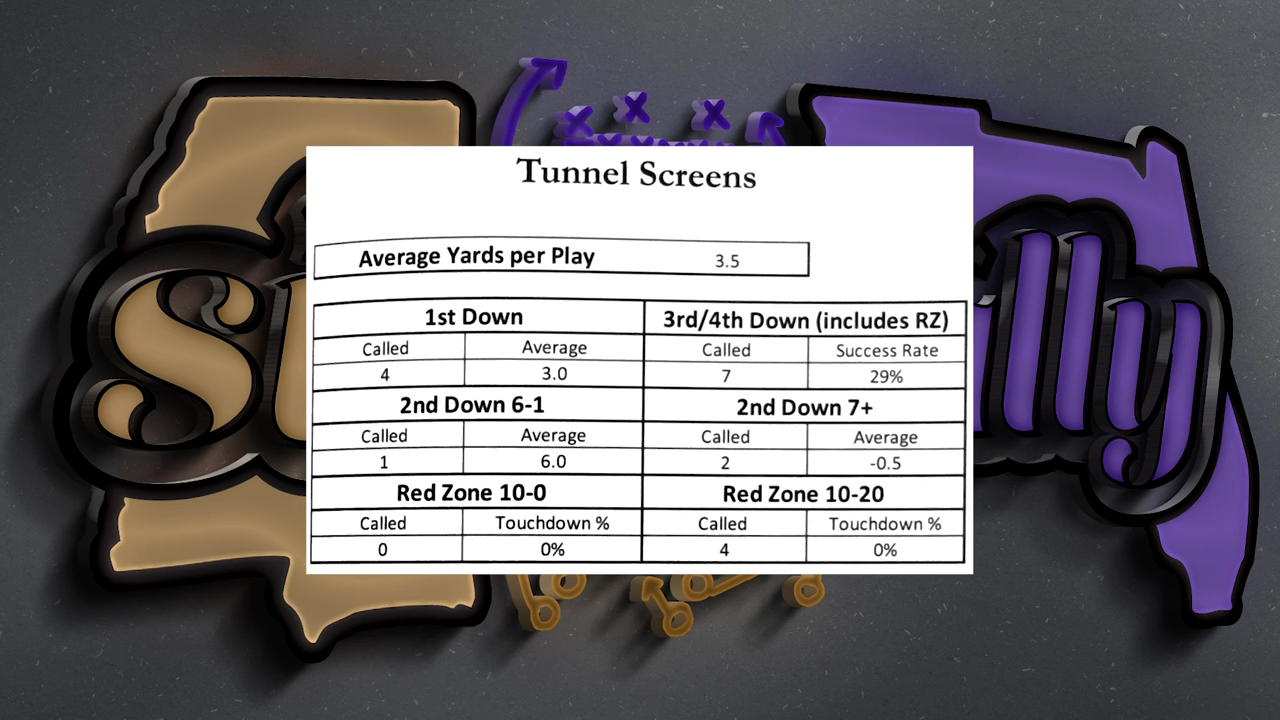 Tunnel Screens
Average Yards per Play 3.5
1st Down 3rd/4th Down (includes RZ)
Called Average Called Success Rate
4 3.0 7 29%
2nd Down 6-1 2nd Down 7+
Called Average Called Average
1 6.0 2 -0.5
Red Zone 10-0 Red Zone 10-20
Called Touchdown % Called Touchdown %
0 0% 4 0%